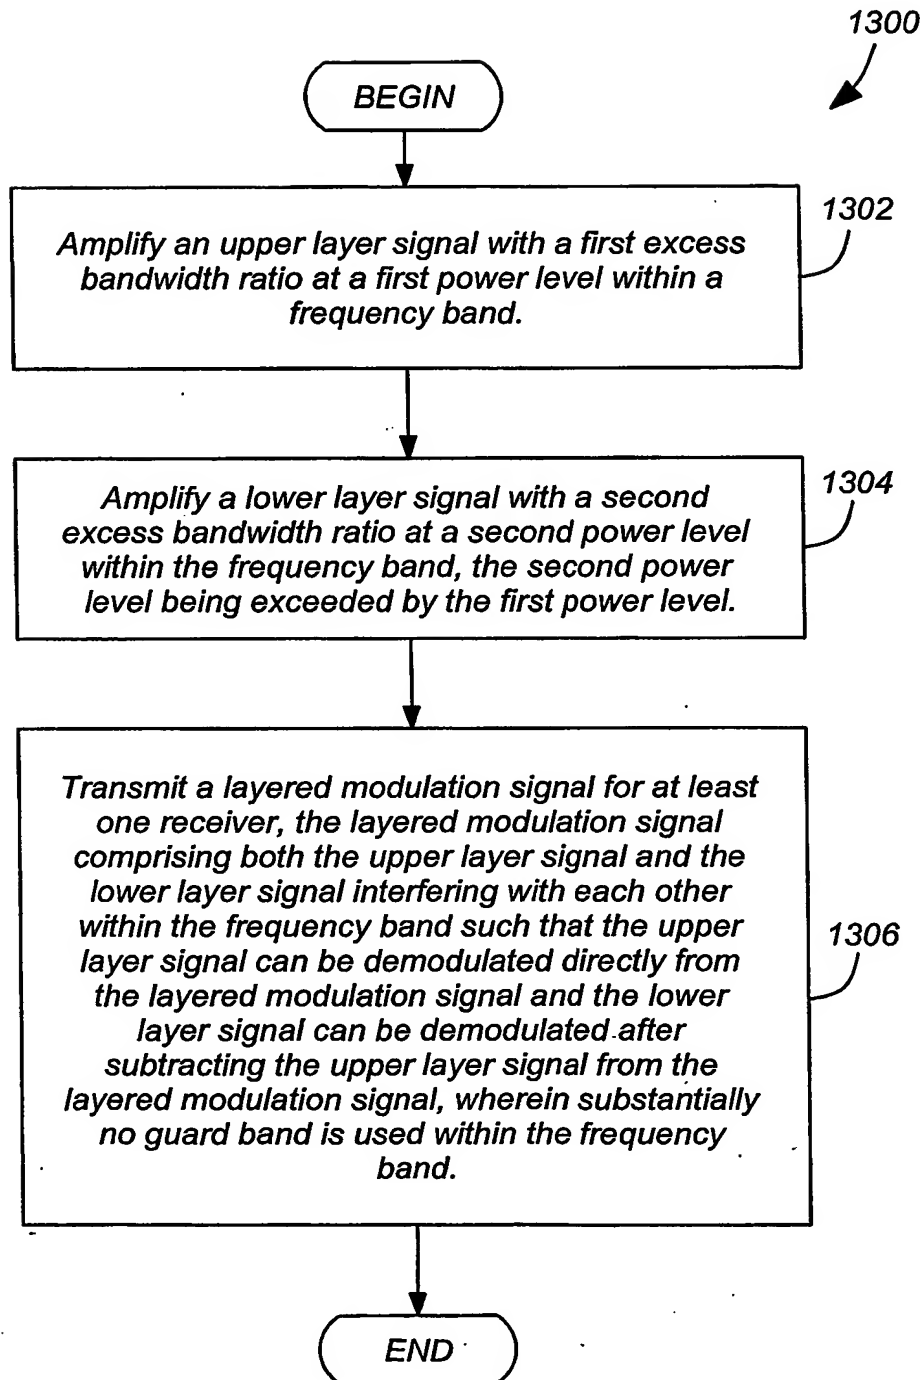 1300
BEGIN
1302
Amplify an upper layer signal with a first excess
bandwidth ratio at a first power level within a
frequency band.
1304
Amplify a lower layer signal with a second
excess bandwidth ratio at a second power level
within the frequency band, the second power
level being exceeded by the first power level.
Transmit a layered modulation signal for at least
one receiver, the layered modulation signal
comprising both the upper layer signal and the
lower layer signal interfering with each other
within the frequency band such that the upper
layer signal can be demodulated directly from
the layered modulation signal and the lower
layer signal can be demodulated after
subtracting the upper layer signal from the
layered modulation signal, wherein substantially
no guard band is used within the frequency
band.
1306
END